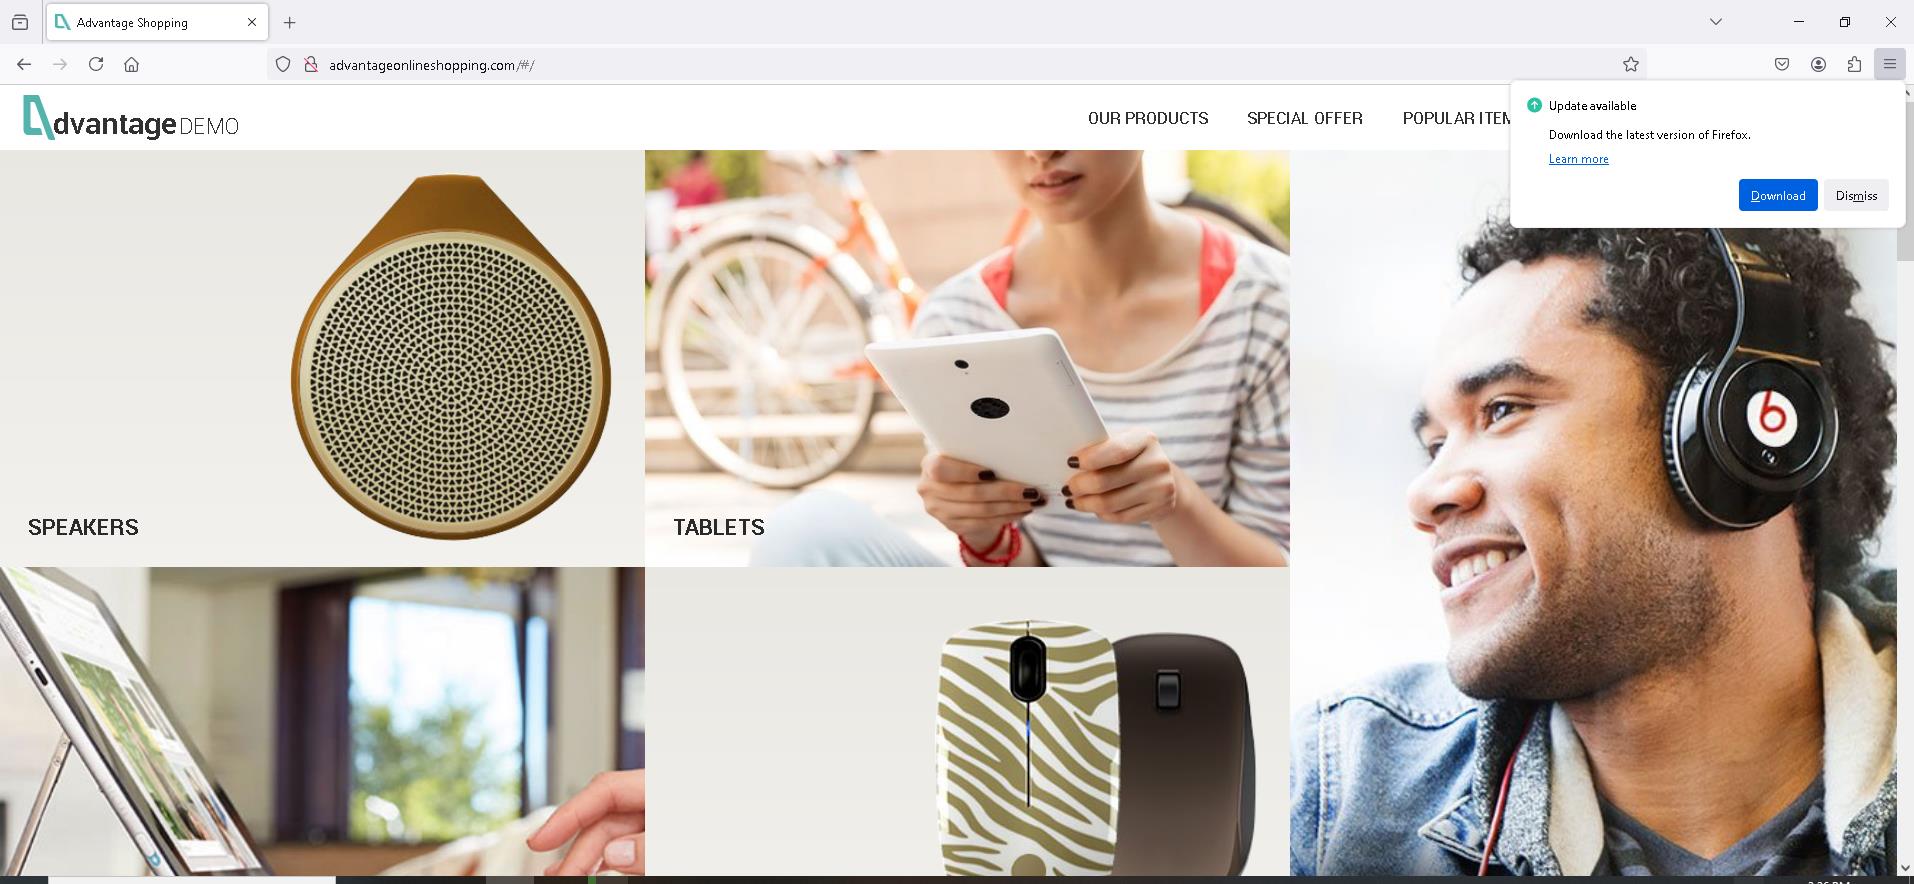 Advantage Shopping
advantageonlineshopping.com/#/
Update available
Download the latest version of Firefox.
Learn more
Download
Dismiss
dvantage DEMO
OUR PRODUCTS
SPECIAL OFFER
POPULAR ITEM
SPEAKERS
TABLETS